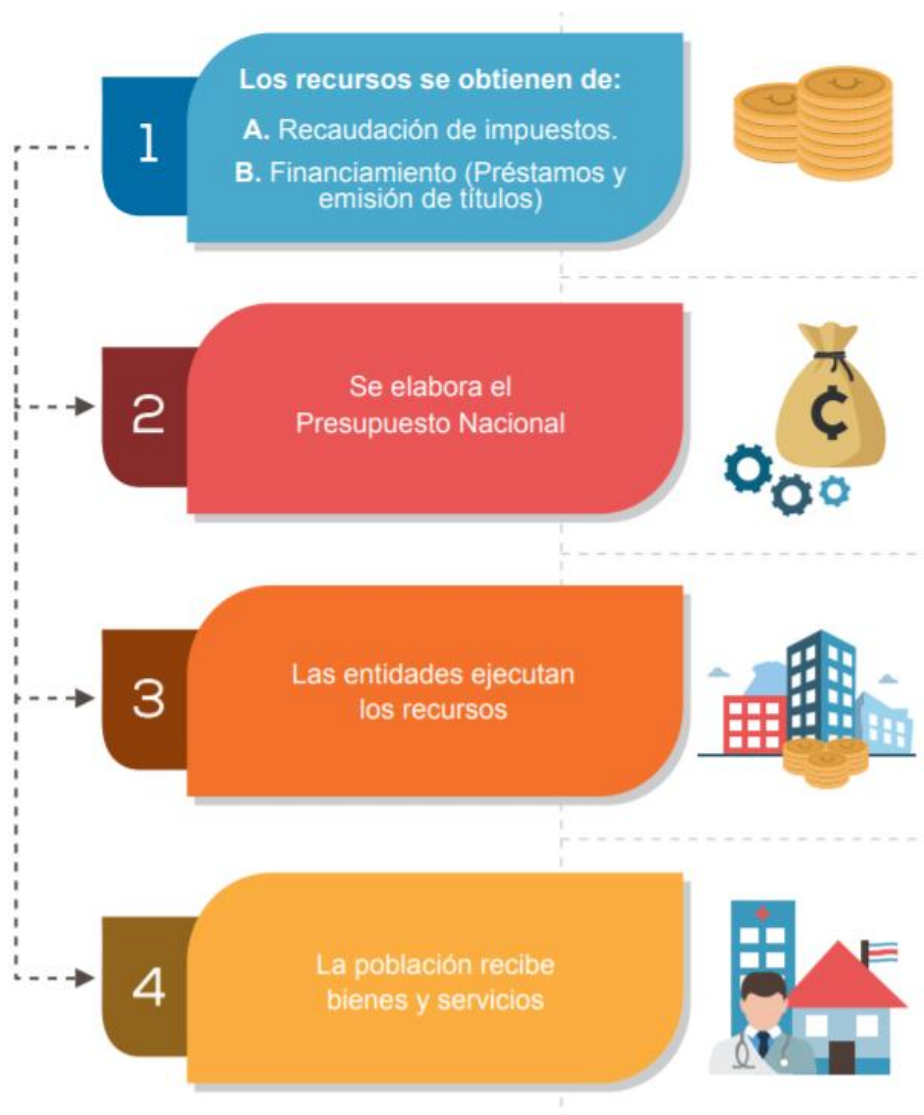 1
Los recursos se obtienen de:
A. Recaudación de impuestos.
B. Financiamiento (Préstamos y
emisión de títulos)
2
Se elabora el
Presupuesto Nacional
₡
3
Las entidades ejecutan
los recursos
4
La población recibe
bienes y servicios